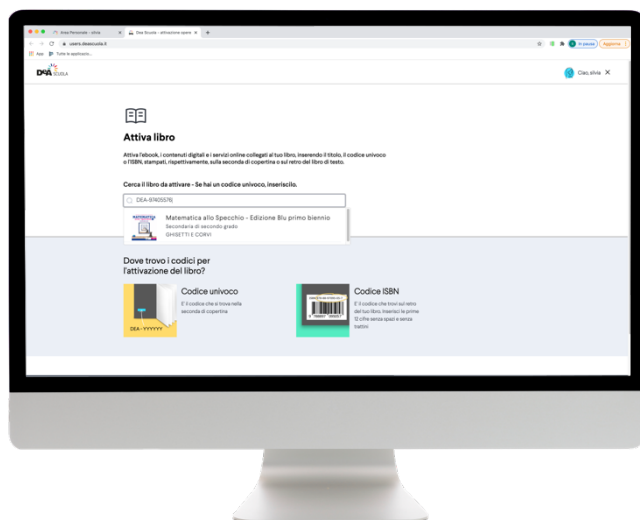 Area Personale - silvia
Dea Scuola - attivazione opere
users.deascuola.it
In pausa
Aggiorna
App
Tutte le applicazio...
DEA SCUOLA
Ciao, silvia
Attiva libro
Attiva l'ebook, i contenuti digitali e i servizi online collegati al tuo libro, inserendo il titolo, il codice univoco
o l'ISBN, stampati, rispettivamente, sulla seconda di copertina o sul retro del libro di testo.
Cerca il libro da attivare - Se hai un codice univoco, inseriscilo.
DEA-97405576
Matematica allo Specchio - Edizione Blu primo biennio
Secondaria di secondo grado
GHISETTI E CORVI
Dove trovo i codici per
l'attivazione del libro?
Codice univoco
E' il codice che si trova nella
seconda di copertina
DEA-YYYYYY
Codice ISBN
E' il codice che trovi sul retro
del tuo libro. Inserisci le prime
12 cifre senza spazi e senza
trattini